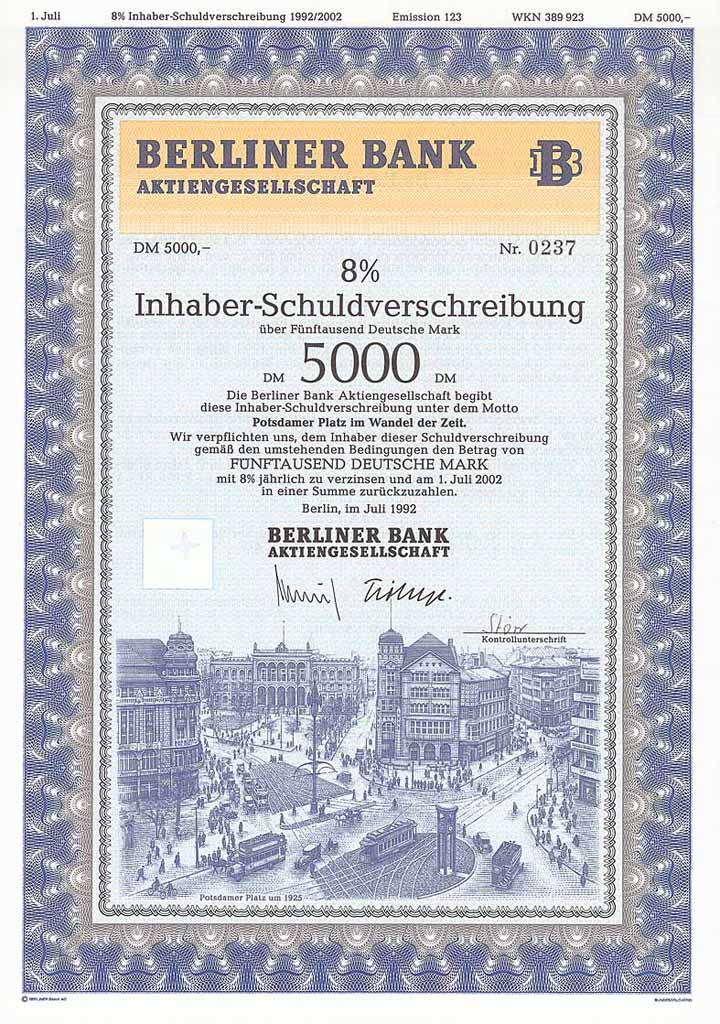 1. Juli 8% Inhaber-Schuldverschreibung 1992/2002 Emission 123 WKN 389 923 DM 5000,–
BERLINER BANK
AKTIENGESELLSCHAFT
B
DM 5000,– Nr. 0237
8%
Inhaber-Schuldverschreibung
über Fünftausend Deutsche Mark
DM 5000 DM
Die Berliner Bank Aktiengesellschaft begibt
diese Inhaber-Schuldverschreibung unter dem Motto
Potsdamer Platz im Wandel der Zeit.
Wir verpflichten uns, dem Inhaber dieser Schuldverschreibung
gemäß den umstehenden Bedingungen den Betrag von
FÜNFTAUSEND DEUTSCHE MARK
mit 8% jährlich zu verzinsen und am 1. Juli 2002
in einer Summe zurückzuzahlen.
Berlin, im Juli 1992
BERLINER BANK
AKTIENGESELLSCHAFT
Kontrollunterschrift
Potsdamer Platz um 1925
© BERLINER BANK AG
BUNDESDRUCKEREI